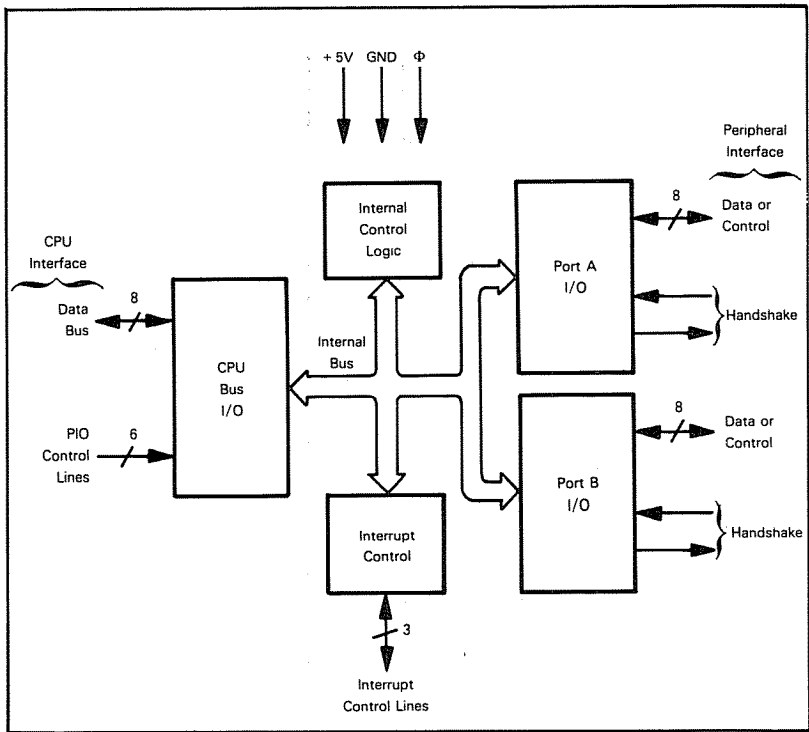 + 5V GND Φ
Peripheral
Interface
8
Data or
Control
Internal
Control
Logic
CPU
Interface
Data
Bus
8
Port A
I/O
Handshake
Internal
Bus
CPU
Bus
I/O
PIO
Control
Lines
6
8
Data or
Control
Port B
I/O
Handshake
Interrupt
Control
3
Interrupt
Control Lines